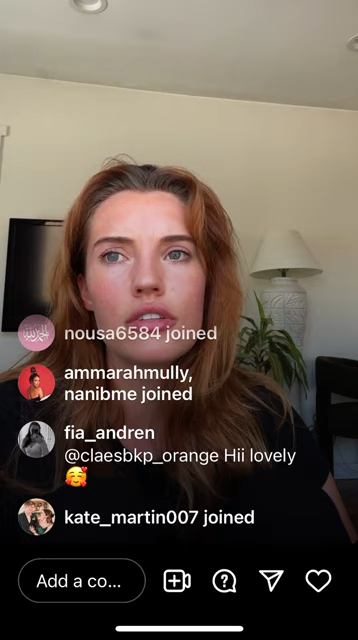 nousa6584 joined
ammarahmully,
nanibme joined
fia_andren
@claesbkp_orange Hii lovely
🥰
kate_martin007 joined
Add a co...